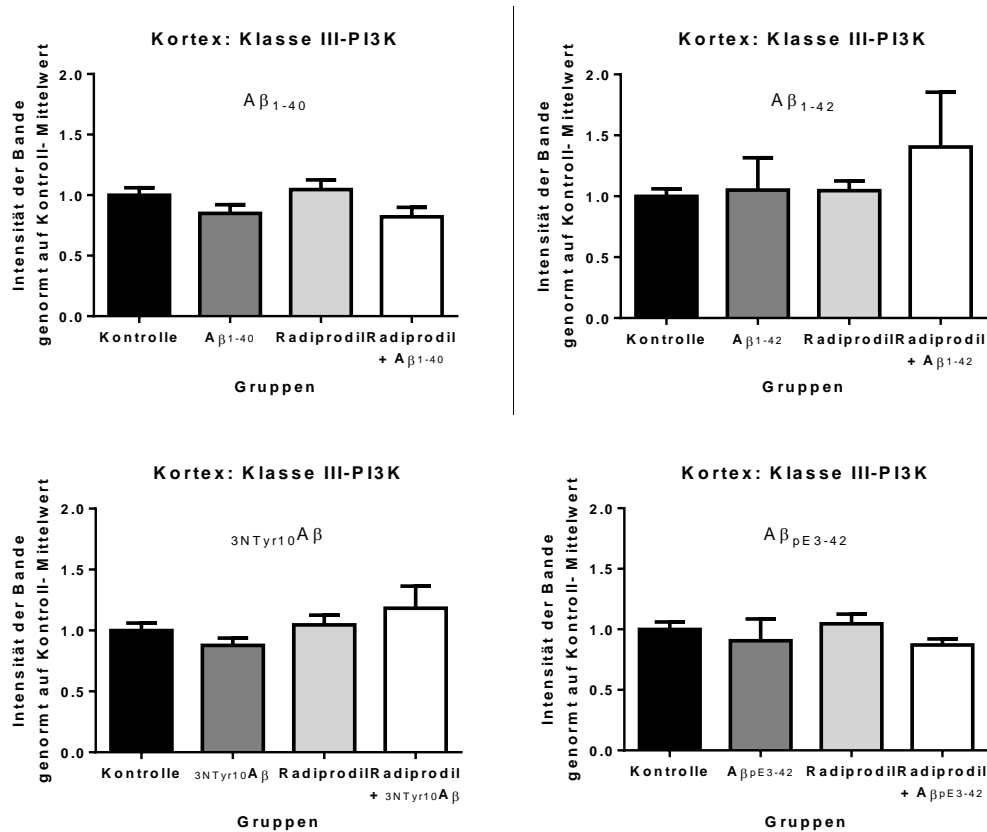 Kortex: Klasse III-PI3K
Aβ1-40
Intensität der Bande
genormt auf Kontroll-Mittelwert
2.0
1.5
1.0
0.5
0.0
Kontrolle Aβ1-40 Radiprodil Radiprodil
+ Aβ1-40
Gruppen
Kortex: Klasse III-PI3K
Aβ1-42
Intensität der Bande
genormt auf Kontroll-Mittelwert
2.0
1.5
1.0
0.5
0.0
Kontrolle Aβ1-42 Radiprodil Radiprodil
+ Aβ1-42
Gruppen
Kortex: Klasse III-PI3K
3NTyr10Aβ
Intensität der Bande
genormt auf Kontroll-Mittelwert
2.0
1.5
1.0
0.5
0.0
Kontrolle 3NTyr10Aβ Radiprodil Radiprodil
+ 3NTyr10Aβ
Gruppen
Kortex: Klasse III-PI3K
AβpE3-42
Intensität der Bande
genormt auf Kontroll-Mittelwert
2.0
1.5
1.0
0.5
0.0
Kontrolle AβpE3-42 Radiprodil Radiprodil
+ AβpE3-42
Gruppen